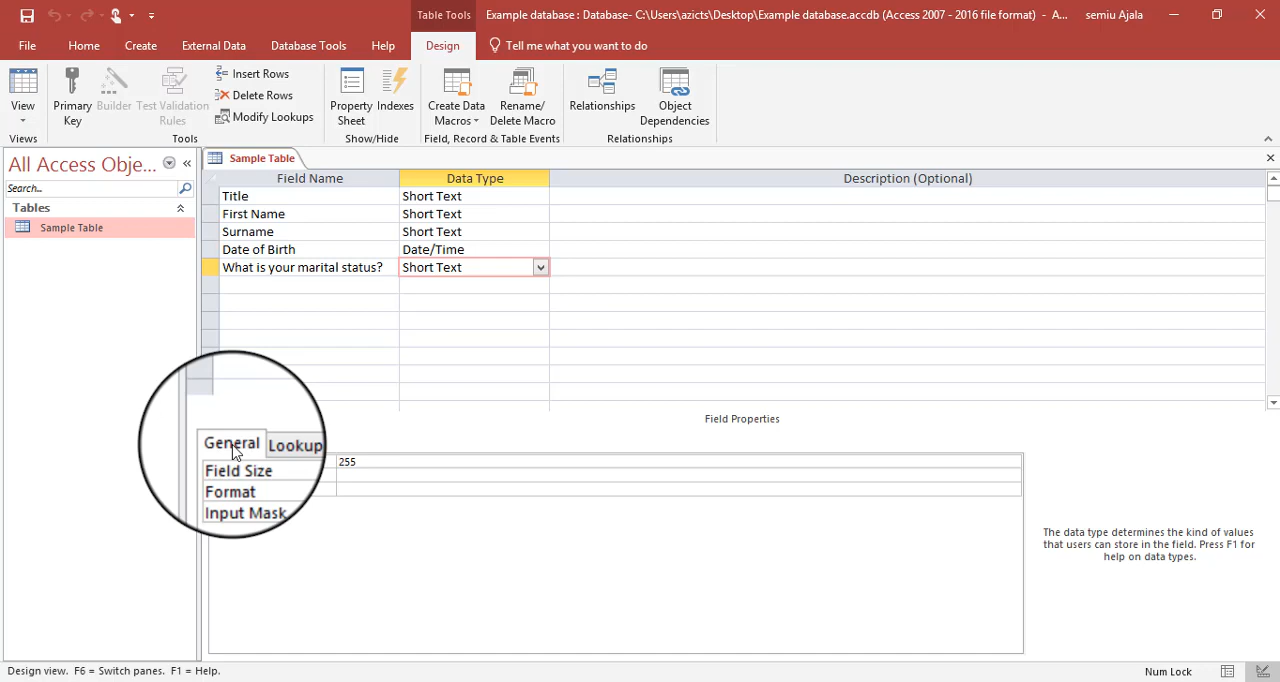 Table Tools
Example database : Database- C:\Users\azicts\Desktop\Example database.accdb (Access 2007 - 2016 file format) - A...
semiu Ajala
File Home Create External Data Database Tools Help Design Tell me what you want to do
View
Primary Key
Builder
Test Validation Rules
Insert Rows
Delete Rows
Modify Lookups
Property Sheet
Indexes
Create Data Macros
Rename/ Delete Macro
Relationships
Object Dependencies
Views
Tools
Show/Hide
Field, Record & Table Events
Relationships
All Access Obje...
Search...
Tables
Sample Table
Sample Table
Field Name Data Type Description (Optional)
Title Short Text
First Name Short Text
Surname Short Text
Date of Birth Date/Time
What is your marital status? Short Text
Field Properties
General Lookup
Field Size 255
Format
Input Mask
The data type determines the kind of values
that users can store in the field. Press F1 for
help on data types.
Design view. F6 = Switch panes. F1 = Help.
Num Lock